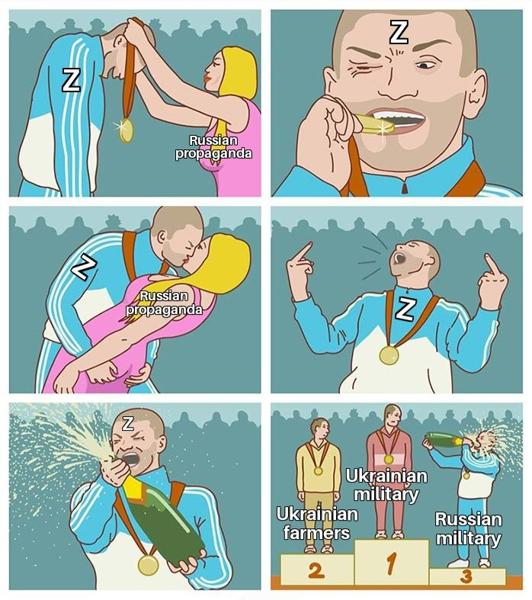 Z
Russian
propaganda
Z
Z
Russian
propaganda
Z
Z
Ukrainian
military
Ukrainian
farmers
Russian
military
2
1
3